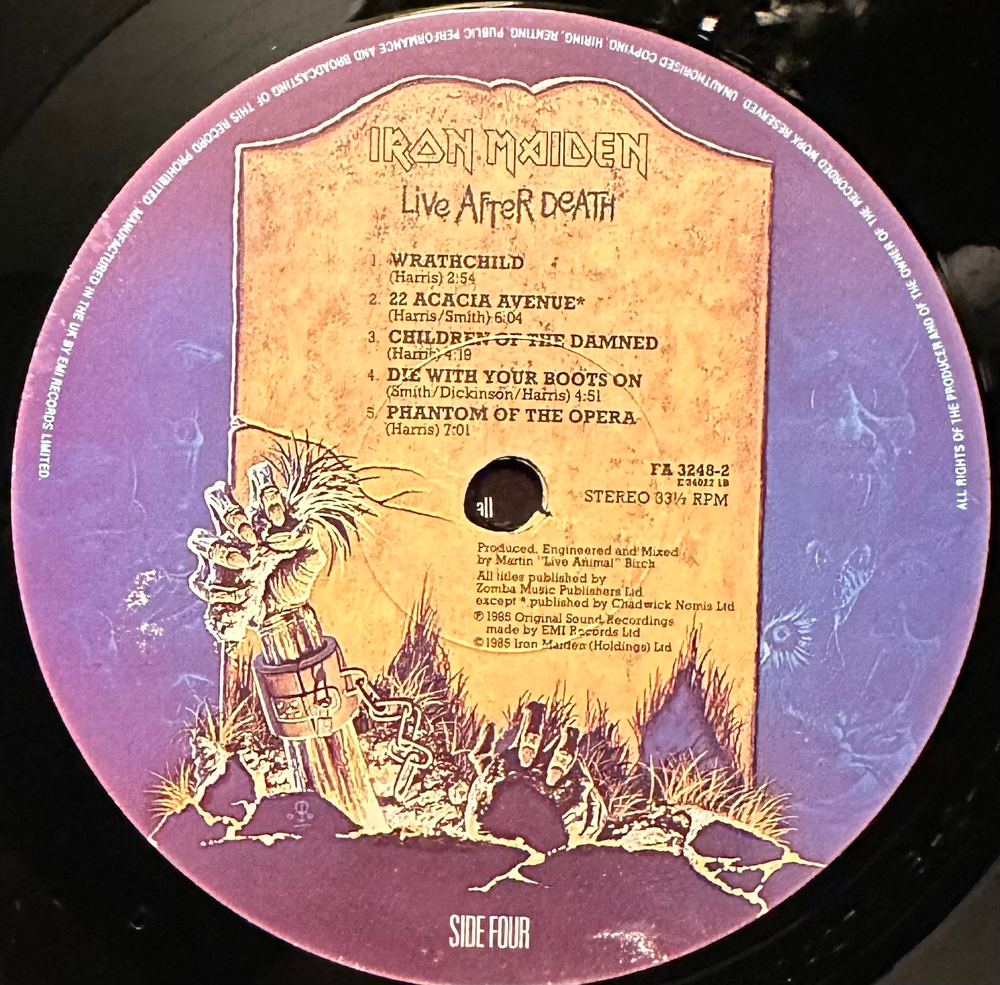 IRON MAIDEN
LIVE AFTER DEATH
1. WRATHCHILD
(Harris) 2:54
2. 22 ACACIA AVENUE*
(Harris/Smith) 6:04
3. CHILDREN OF THE DAMNED
(Harris) 4:19
4. DIE WITH YOUR BOOTS ON
(Smith/Dickinson/Harris) 4:51
5. PHANTOM OF THE OPERA
(Harris) 7:01
FA 3248-2
STEREO 33⅓ RPM
Produced, Engineered and Mixed
by Martin "Live Animal" Birch
All titles published by
Zomba Music Publishers Ltd
except * published by Chadwick Nomis Ltd
℗ 1985 Original Sound Recordings
made by EMI Records Ltd
© 1985 Iron Maiden (Holdings) Ltd
SIDE FOUR
ALL RIGHTS OF THE PRODUCER AND OF THE OWNER OF THE RECORDED WORK RESERVED. UNAUTHORISED COPYING, HIRING, RENTING, PUBLIC PERFORMANCE AND BROADCASTING OF THIS RECORD PROHIBITED. MANUFACTURED IN THE UK BY EMI RECORDS LIMITED.